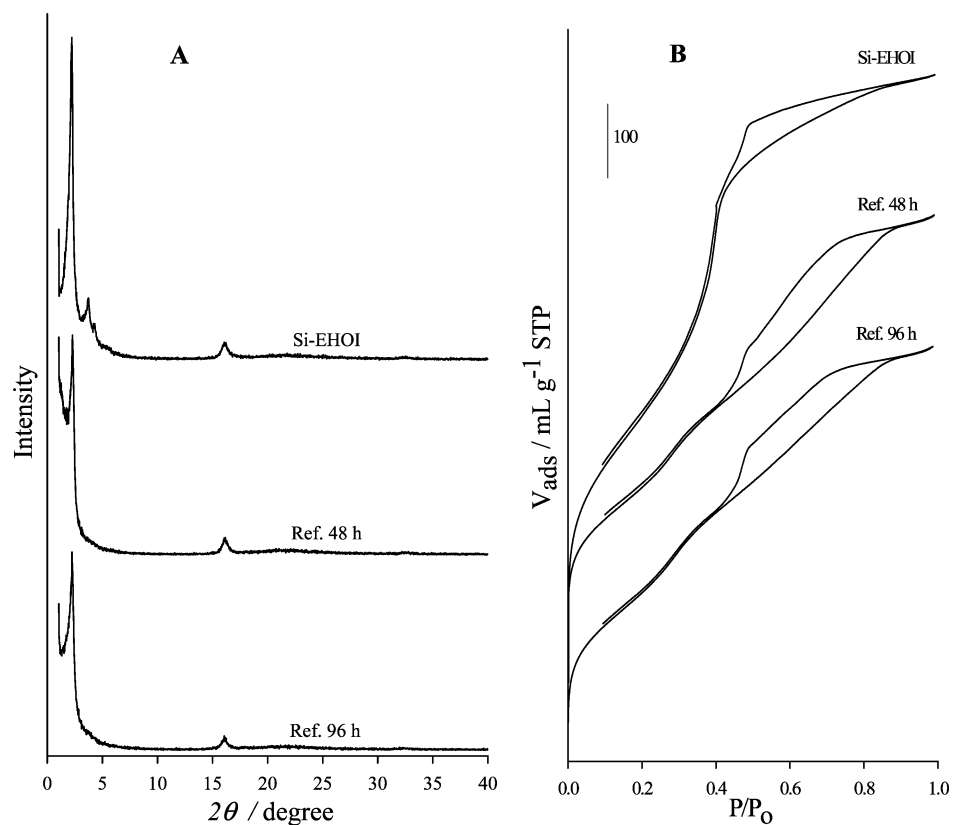 A
Si-EHOI
Ref. 48 h
Ref. 96 h
Intensity
0 5 10 15 20 25 30 35 40
2θ / degree
B
Si-EHOI
100
Ref. 48 h
Ref. 96 h
Vads / mL g-1 STP
0.0 0.2 0.4 0.6 0.8 1.0
P/Po